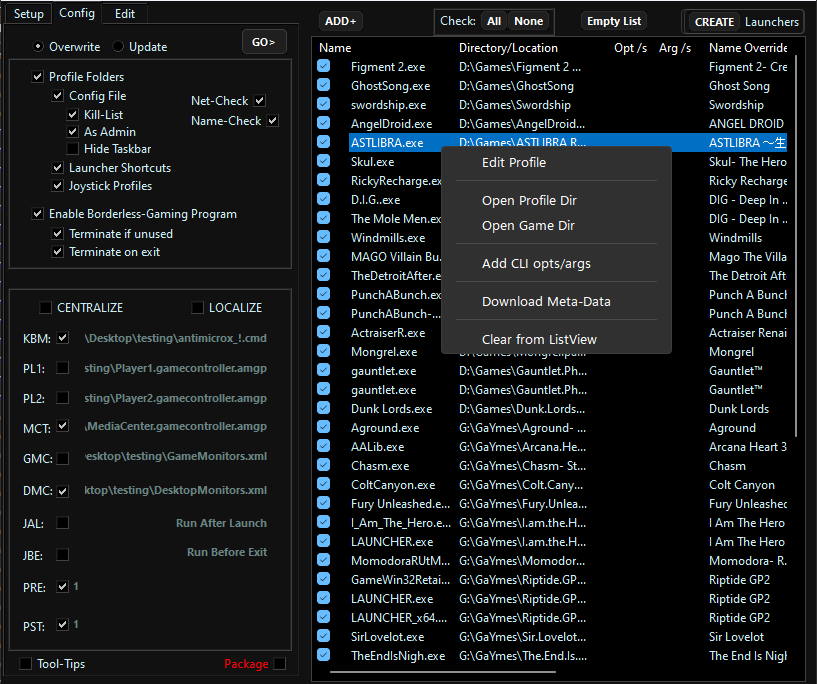 Setup Config Edit
Overwrite Update GO>
Profile Folders
Config File
Net-Check
Kill-List
Name-Check
As Admin
Hide Taskbar
Launcher Shortcuts
Joystick Profiles
Enable Borderless-Gaming Program
Terminate if unused
Terminate on exit
CENTRALIZE LOCALIZE
KBM: \Desktop\testing\antimicrox_!.cmd
PL1: sting\Player1.gamecontroller.amgp
PL2: sting\Player2.gamecontroller.amgp
MCT: \MediaCenter.gamecontroller.amgp
GMC: esktop\testing\GameMonitors.xml
DMC: ktop\testing\DesktopMonitors.xml
JAL: Run After Launch
JBE: Run Before Exit
PRE: 1
PST: 1
Tool-Tips Package
ADD+ Check: All None Empty List CREATE Launchers
Name Directory/Location Opt /s Arg /s Name Override
Figment 2.exe D:\Games\Figment 2 ... Figment 2- Cre
GhostSong.exe D:\Games\GhostSong Ghost Song
swordship.exe D:\Games\Swordship Swordship
AngelDroid.exe D:\Games\AngelDroid... ANGEL DROID
ASTLIBRA.exe D:\Games\ASTLIBRA R... ASTLIBRA ～生
Skul.exe Skul- The Hero
RickyRecharge.ex Ricky Recharge
D.I.G..exe DIG - Deep In ..
The Mole Men.ex DIG - Deep In ..
Windmills.exe Windmills
MAGO Villain Bu. Mago The Villa
TheDetroitAfter.e The Detroit Aft
PunchABunch.ex Punch A Bunch
PunchABunch-... Punch A Bunch
ActraiserR.exe Actraiser Renai
Mongrel.exe Mongrel
gauntlet.exe D:\Games\Gauntlet.Ph... Gauntlet™
gauntlet.exe D:\Games\Gauntlet.Ph... Gauntlet™
Dunk Lords.exe D:\Games\Dunk.Lords... Dunk Lords
Aground.exe G:\GaYmes\Aground- ... Aground
AALib.exe G:\GaYmes\Arcana.He... Arcana Heart 3
Chasm.exe G:\GaYmes\Chasm- St... Chasm
ColtCanyon.exe G:\GaYmes\Colt.Cany... Colt Canyon
Fury Unleashed.e... G:\GaYmes\Fury.Unlea... Fury Unleashed
I_Am_The_Hero.e... G:\GaYmes\I.am.the.H... I Am The Hero
LAUNCHER.exe G:\GaYmes\I.am.the.H... I Am The Hero
MomodoraRUtM... G:\GaYmes\Momodor... Momodora- R.
GameWin32Retai... G:\GaYmes\Riptide.GP... Riptide GP2
LAUNCHER.exe G:\GaYmes\Riptide.GP... Riptide GP2
LAUNCHER_x64.... G:\GaYmes\Riptide.GP... Riptide GP2
SirLovelot.exe G:\GaYmes\Sir.Lovelot... Sir Lovelot
TheEndIsNigh.exe G:\GaYmes\The.End.Is.... The End Is Nigh
Edit Profile
Open Profile Dir
Open Game Dir
Add CLI opts/args
Download Meta-Data
Clear from ListView